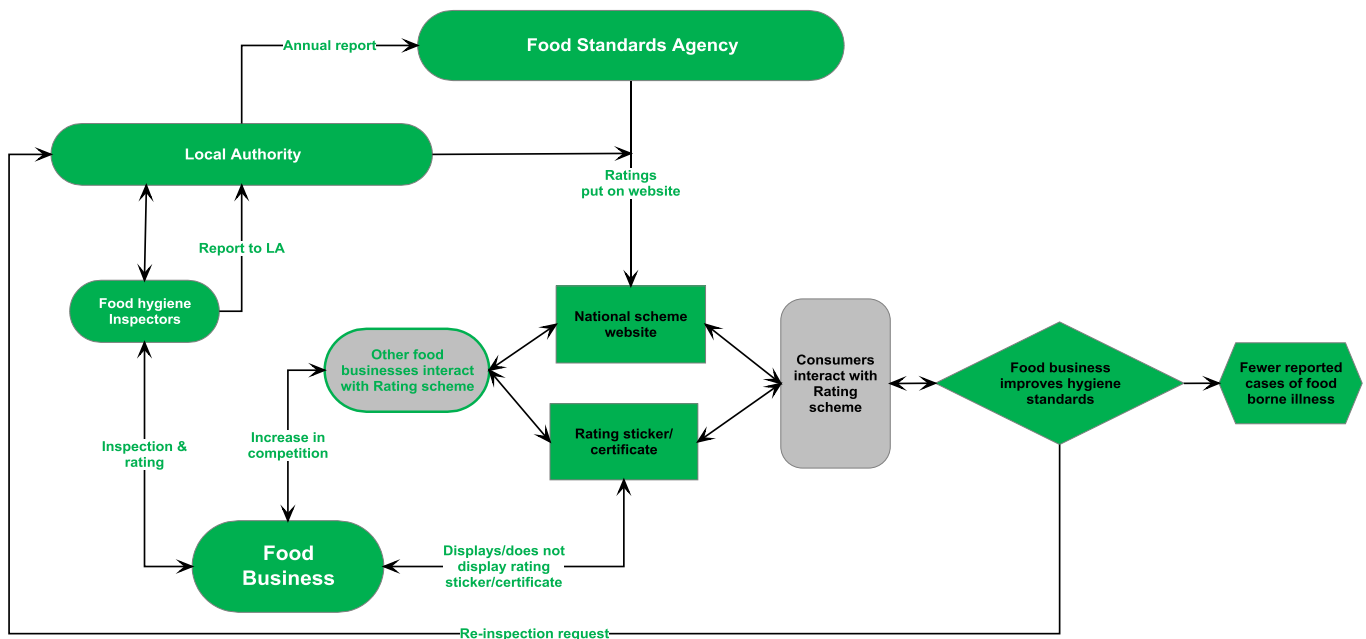 Annual report
Food Standards Agency
Local Authority
Ratings
put on website
Report to LA
Food hygiene
Inspectors
National scheme
website
Other food
businesses interact
with Rating scheme
Consumers
interact with
Rating
scheme
Food business
improves hygiene
standards
Fewer reported
cases of food
borne illness
Rating sticker/
certificate
Inspection &
rating
Increase in
competition
Food
Business
Displays/does not
display rating
sticker/certificate
Re-inspection request